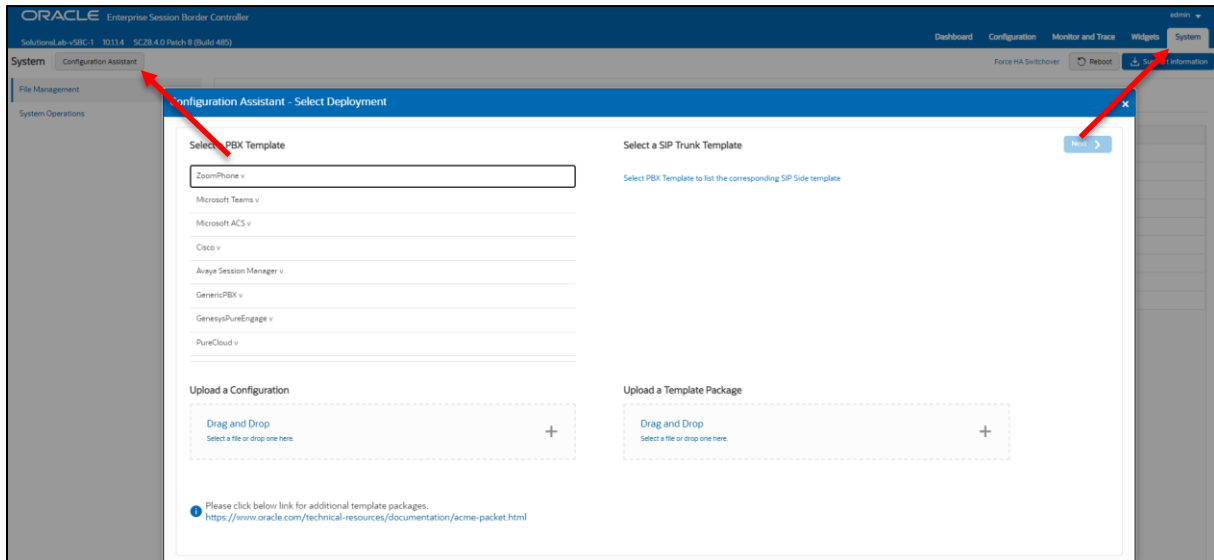 ORACLE Enterprise Session Border Controller
admin
SolutionsLab-vSBC-1 10.1.1.4 SCZ8.4.0 Patch 8 (Build 485)
Dashboard Configuration Monitor and Trace Widgets System
System Configuration Assistant
Force HA Switchover Reboot Support Information
File Management
System Operations
Configuration Assistant - Select Deployment
Select a PBX Template
Select a SIP Trunk Template
Next
ZoomPhone v
Select PBX Template to list the corresponding SIP Side template
Microsoft Teams v
Microsoft ACS v
Cisco v
Avaya Session Manager v
GenericPBX v
GenesysPureEngage v
PureCloud v
Upload a Configuration
Upload a Template Package
Drag and Drop
Select a file or drop one here.
Drag and Drop
Select a file or drop one here.
Please click below link for additional template packages.
https://www.oracle.com/technical-resources/documentation/acme-packet.html